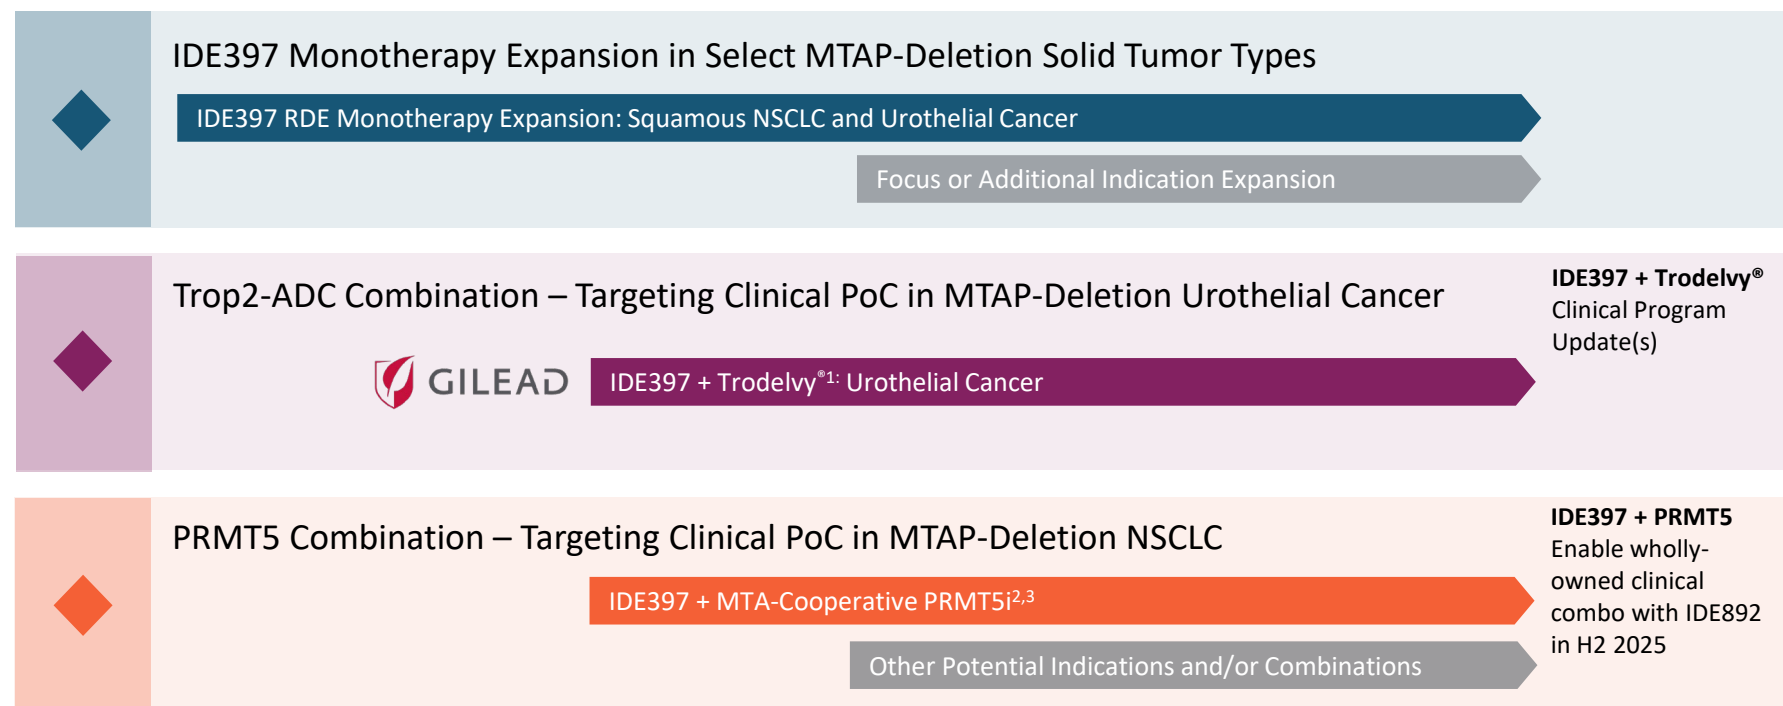 IDE397 Monotherapy Expansion in Select MTAP-Deletion Solid Tumor Types
IDE397 RDE Monotherapy Expansion: Squamous NSCLC and Urothelial Cancer
Focus or Additional Indication Expansion
Trop2-ADC Combination – Targeting Clinical PoC in MTAP-Deletion Urothelial Cancer
GILEAD
IDE397 + Trodelvy®1: Urothelial Cancer
IDE397 + Trodelvy®
Clinical Program
Update(s)
PRMT5 Combination – Targeting Clinical PoC in MTAP-Deletion NSCLC
IDE397 + MTA-Cooperative PRMT5i2,3
Other Potential Indications and/or Combinations
IDE397 + PRMT5
Enable wholly-
owned clinical
combo with IDE892
in H2 2025